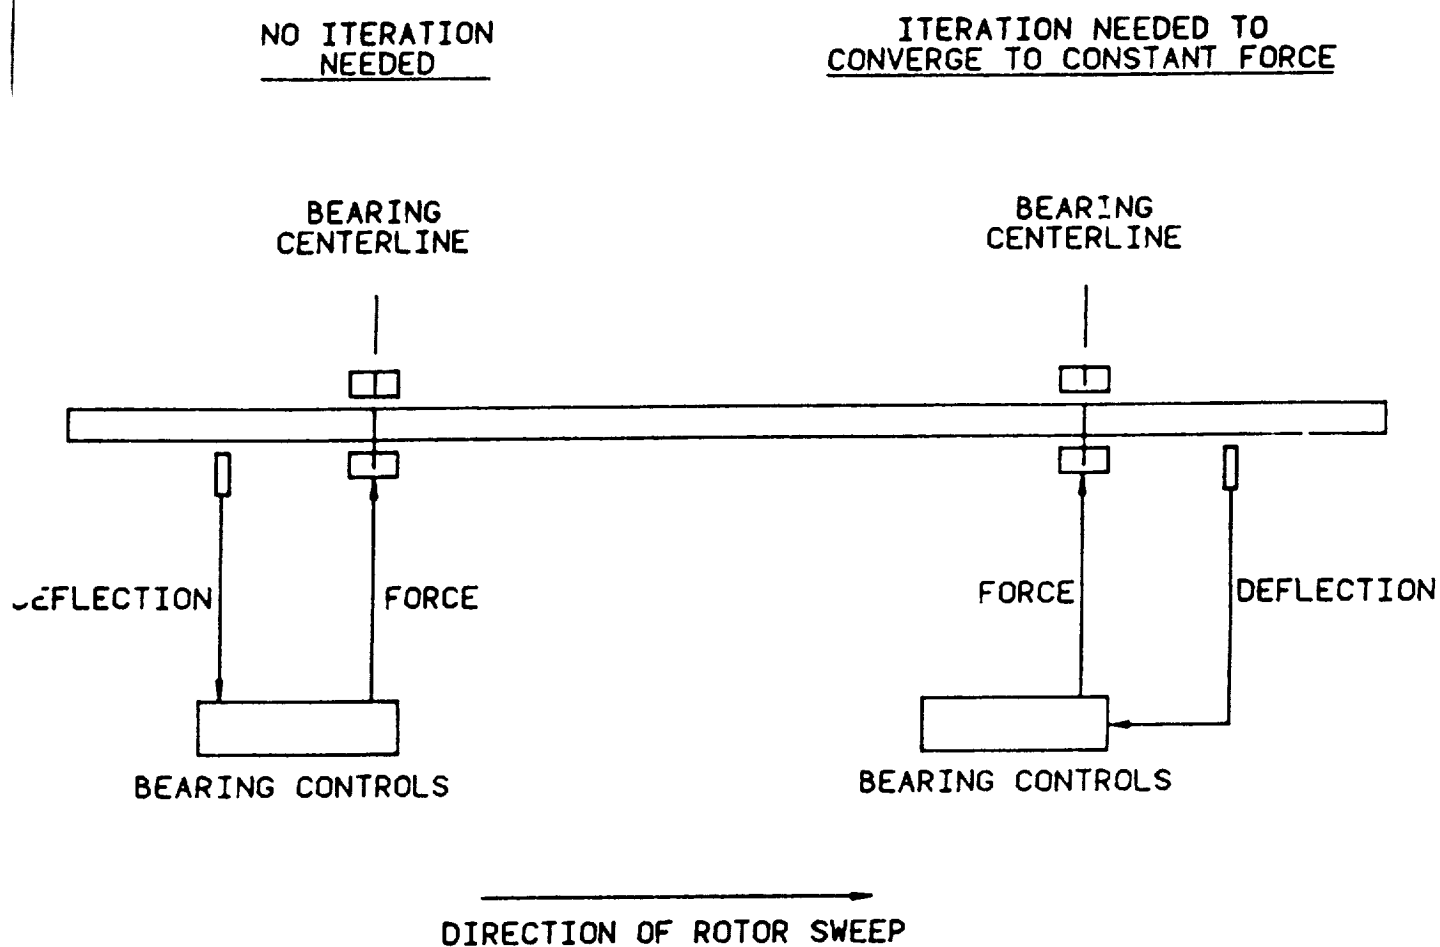 NO ITERATION
NEEDED
ITERATION NEEDED TO
CONVERGE TO CONSTANT FORCE
BEARING
CENTERLINE
BEARING
CENTERLINE
DEFLECTION
FORCE
FORCE
DEFLECTION
BEARING CONTROLS
BEARING CONTROLS
DIRECTION OF ROTOR SWEEP